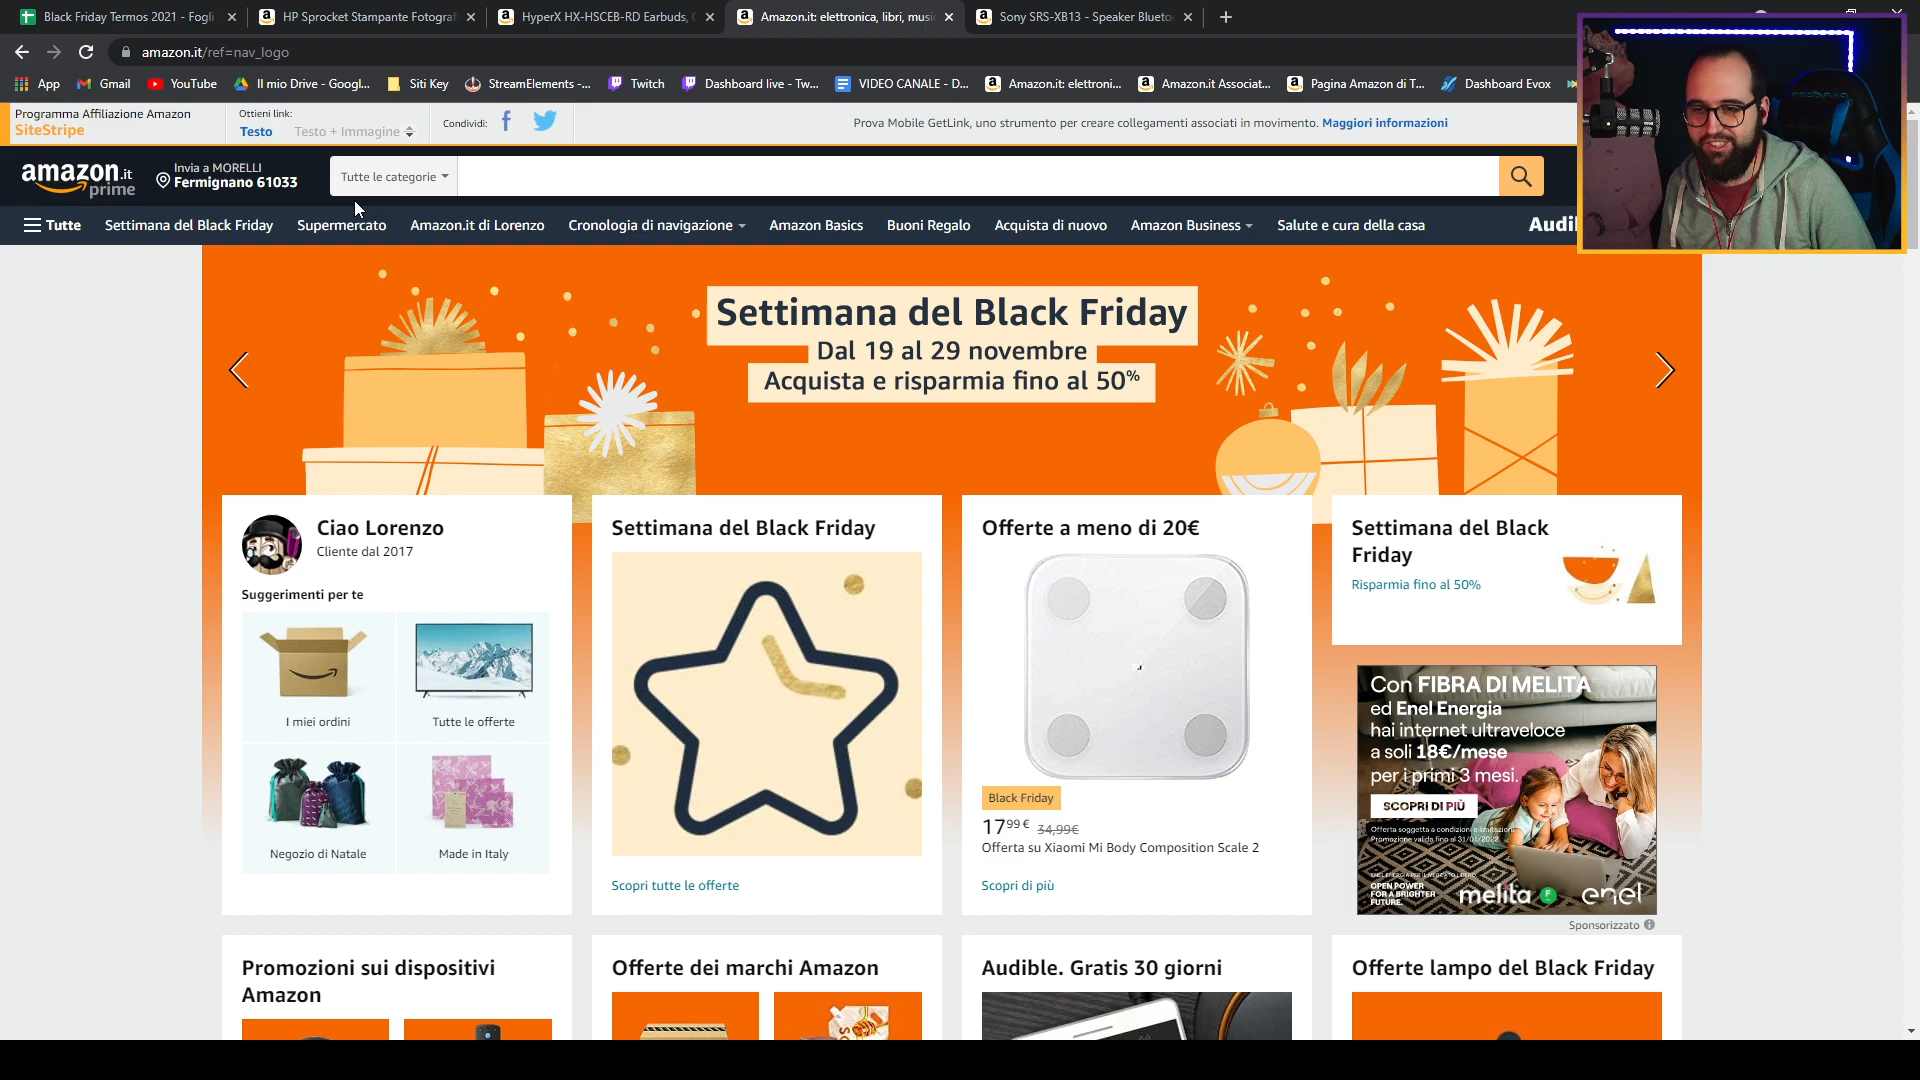 Black Friday Termos 2021 - Fogli
HP Sprocket Stampante Fotograf
HyperX HX-HSCEB-RD Earbuds, C
Amazon.it: elettronica, libri, musi
Sony SRS-XB13 - Speaker Blueto
amazon.it/ref=nav_logo
App
Gmail
YouTube
Il mio Drive - Googl...
Siti Key
StreamElements -...
Twitch
Dashboard live - Tw...
VIDEO CANALE - D...
Amazon.it: elettroni...
Amazon.it Associat...
Pagina Amazon di T...
Dashboard Evox
Programma Affiliazione Amazon
SiteStripe
Ottieni link:
Testo
Testo + Immagine
Condividi:
Prova Mobile GetLink, uno strumento per creare collegamenti associati in movimento. Maggiori informazioni
amazon.it
prime
Invia a MORELLI
Fermignano 61033
Tutte le categorie
Tutte
Settimana del Black Friday
Supermercato
Amazon.it di Lorenzo
Cronologia di navigazione
Amazon Basics
Buoni Regalo
Acquista di nuovo
Amazon Business
Salute e cura della casa
Audi
Settimana del Black Friday
Dal 19 al 29 novembre
Acquista e risparmia fino al 50%
Ciao Lorenzo
Cliente dal 2017
Suggerimenti per te
I miei ordini
Tutte le offerte
Negozio di Natale
Made in Italy
Settimana del Black Friday
Scopri tutte le offerte
Offerte a meno di 20€
Black Friday
17,99 € 34,99€
Offerta su Xiaomi Mi Body Composition Scale 2
Scopri di più
Settimana del Black
Friday
Risparmia fino al 50%
Con FIBRA DI MELITA
ed Enel Energia
hai internet ultraveloce
a soli 18€/mese
per i primi 3 mesi.
SCOPRI DI PIÙ
Offerta soggetta a condizioni e limitazioni.
Promozione valida fino al 31/01/2022.
OPEN POWER
FOR A BRIGHTER
FUTURE.
melita
enel
Sponsorizzato
Promozioni sui dispositivi
Amazon
Offerte dei marchi Amazon
Audible. Gratis 30 giorni
Offerte lampo del Black Friday